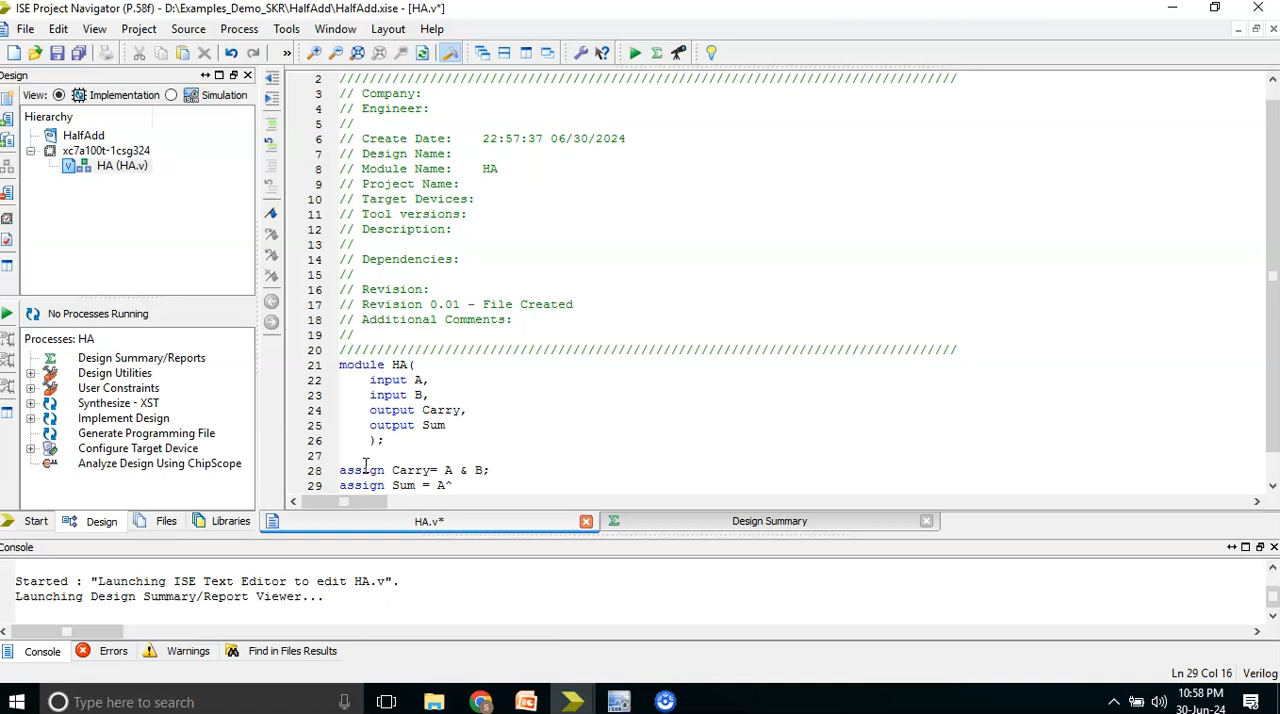 ISE Project Navigator (P.58f) - D:\Examples_Demo_SKR\HalfAdd\HalfAdd.xise - [HA.v*]
File Edit View Project Source Process Tools Window Layout Help
Design
View: Implementation Simulation
Hierarchy
HalfAdd
xc7a100t-1csg324
HA (HA.v)
No Processes Running
Processes: HA
Design Summary/Reports
Design Utilities
User Constraints
Synthesize - XST
Implement Design
Generate Programming File
Configure Target Device
Analyze Design Using ChipScope
Start Design Files Libraries
2 //////////////////////////////////////////////////////////////////////////////////
3 // Company:
4 // Engineer:
5 //
6 // Create Date: 22:57:37 06/30/2024
7 // Design Name:
8 // Module Name: HA
9 // Project Name:
10 // Target Devices:
11 // Tool versions:
12 // Description:
13 //
14 // Dependencies:
15 //
16 // Revision:
17 // Revision 0.01 - File Created
18 // Additional Comments:
19 //
20 //////////////////////////////////////////////////////////////////////////////////
21 module HA(
22 input A,
23 input B,
24 output Carry,
25 output Sum
26 );
27
28 assign Carry= A & B;
29 assign Sum = A^
HA.v* Design Summary
Console
Started : "Launching ISE Text Editor to edit HA.v".
Launching Design Summary/Report Viewer...
Console Errors Warnings Find in Files Results
Ln 29 Col 16 Verilog
Type here to search
10:58 PM
30-Jun-24